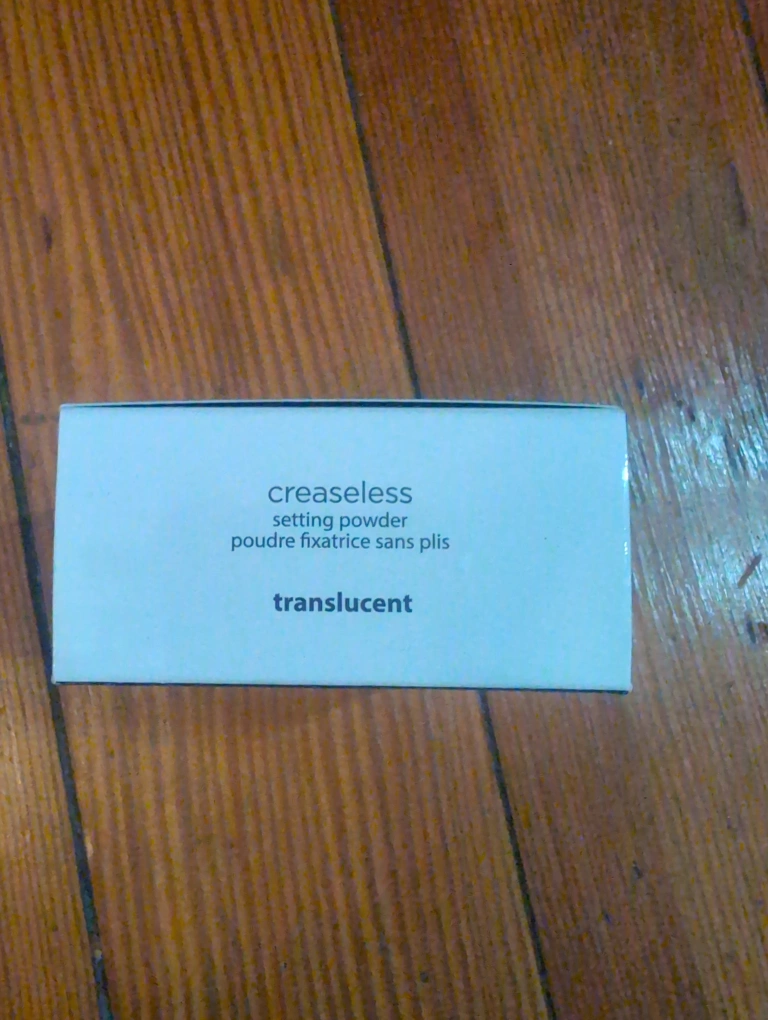 creaseless
setting powder
poudre fixatrice sans plis
translucent